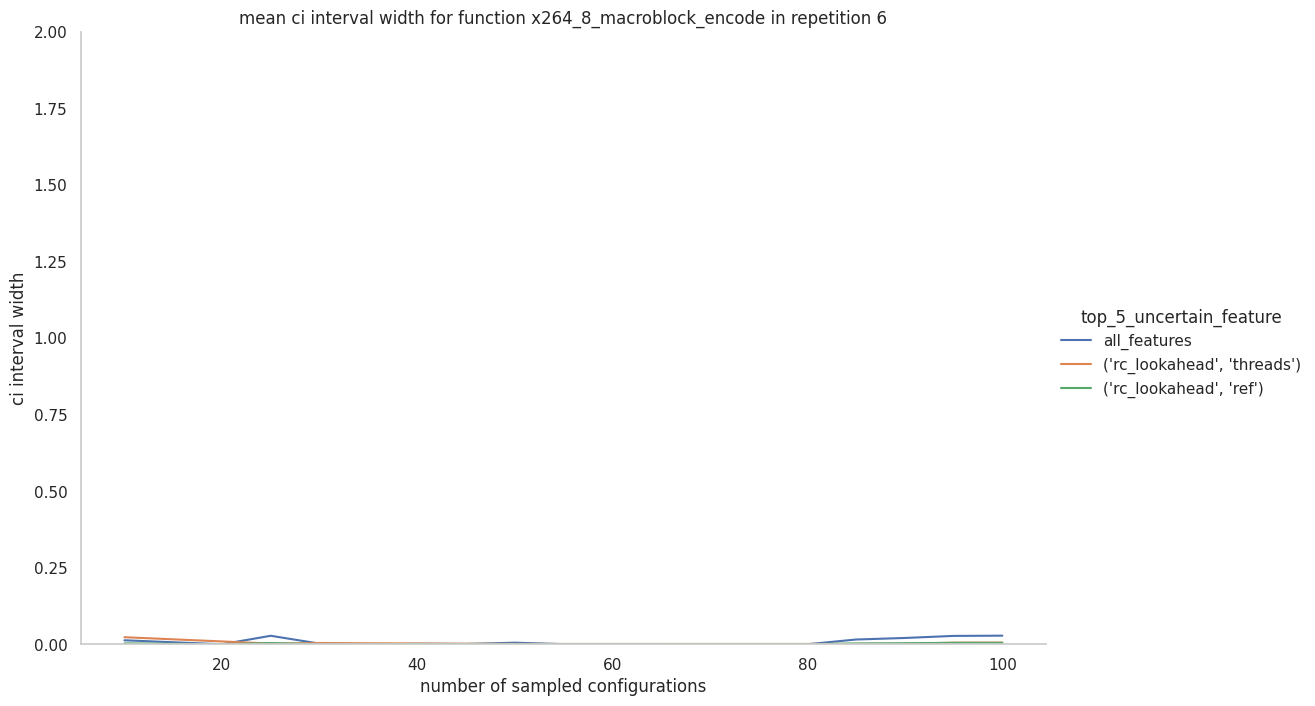 mean ci interval width for function x264_8_macroblock_encode in repetition 6
2.00
1.75
1.50
1.25
1.00
0.75
0.50
0.25
0.00
ci interval width
20
40
60
80
100
number of sampled configurations
top_5_uncertain_feature
all_features
('rc_lookahead', 'threads')
('rc_lookahead', 'ref')